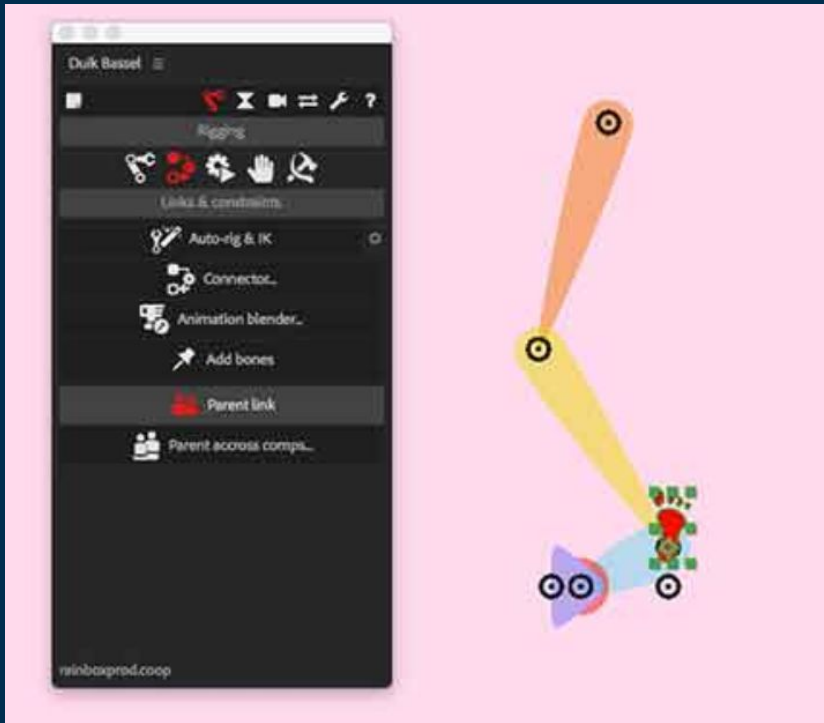 Duik Bassel
?
Rigging
Links & constraints
Auto-rig & IK
Connector...
Animation blender...
Add bones
Parent link
Parent accross comps...
rainboxprod.coop